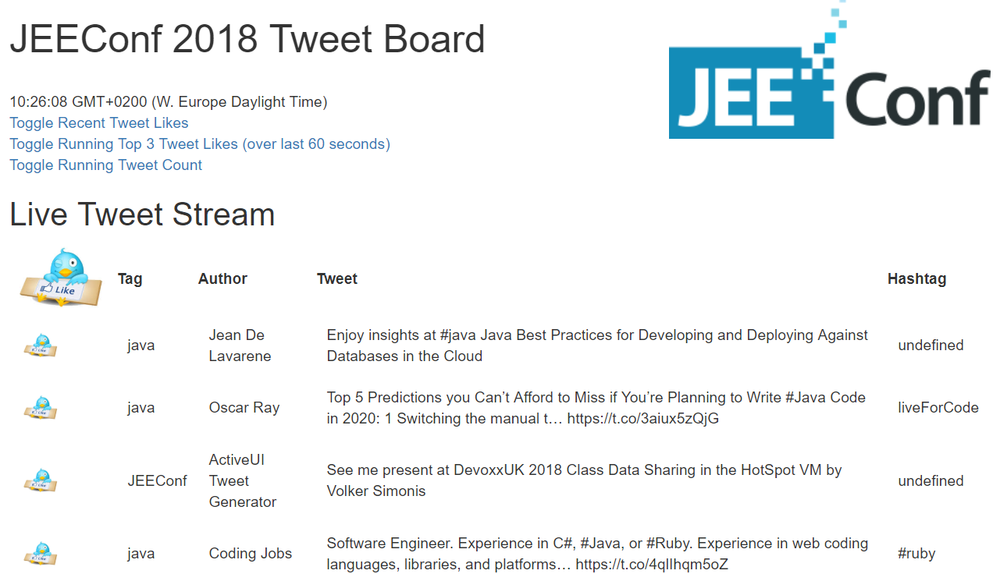 JEEConf 2018 Tweet Board
JEE Conf
10:26:08 GMT+0200 (W. Europe Daylight Time)
Toggle Recent Tweet Likes
Toggle Running Top 3 Tweet Likes (over last 60 seconds)
Toggle Running Tweet Count
Live Tweet Stream
Like Tag Author Tweet Hashtag
Like java Jean De Lavarene Enjoy insights at #java Java Best Practices for Developing and Deploying Against
Databases in the Cloud undefined
Like java Oscar Ray Top 5 Predictions you Can’t Afford to Miss if You’re Planning to Write #Java Code
in 2020: 1 Switching the manual t… https://t.co/3aiux5zQjG liveForCode
Like JEEConf ActiveUI Tweet Generator See me present at DevoxxUK 2018 Class Data Sharing in the HotSpot VM by
Volker Simonis undefined
Like java Coding Jobs Software Engineer. Experience in C#, #Java, or #Ruby. Experience in web coding
languages, libraries, and platforms… https://t.co/4qlIhqm5oZ #ruby